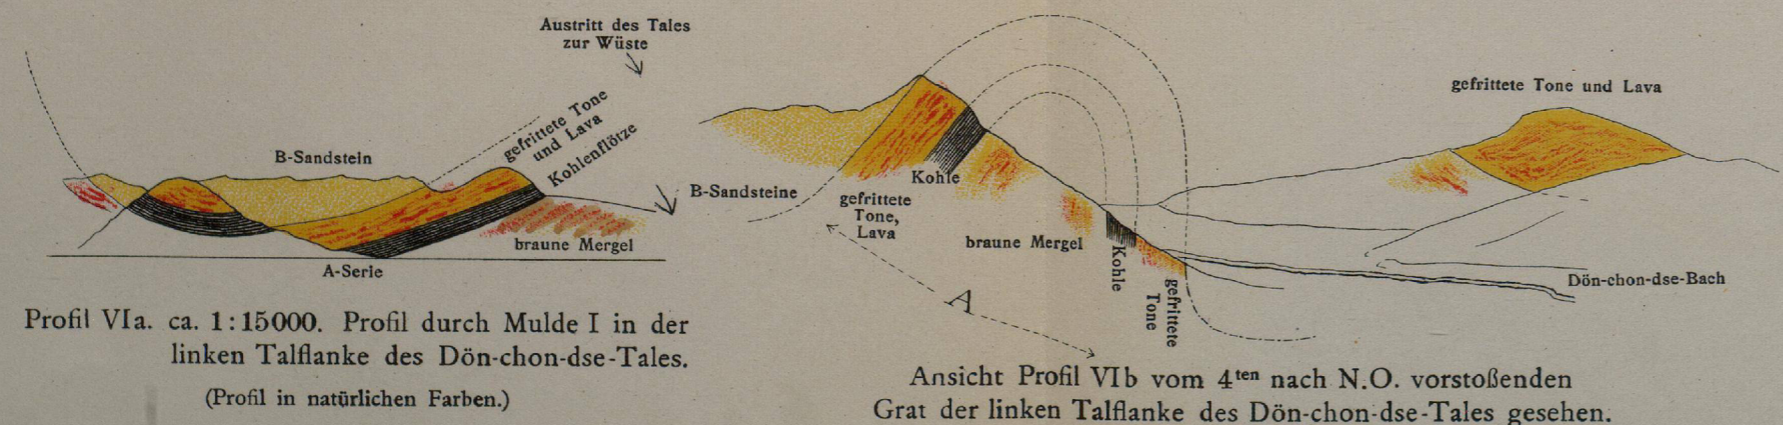 Austritt des Tales
zur Wüste
B-Sandstein
gefrittete Tone
und Lava
Kohlenflötze
braune Mergel
A-Serie
Profil VIa. ca. 1:15000. Profil durch Mulde I in der
linken Talflanke des Dön-chon-dse-Tales.
(Profil in natürlichen Farben.)
gefrittete Tone und Lava
B-Sandsteine
Kohle
gefrittete
Tone,
Lava
braune Mergel
Kohle
gefrittete
Tone
Dön-chon-dse-Bach
A
Ansicht Profil VIb vom 4ten nach N.O. vorstoßenden
Grat der linken Talflanke des Dön-chon-dse-Tales gesehen.